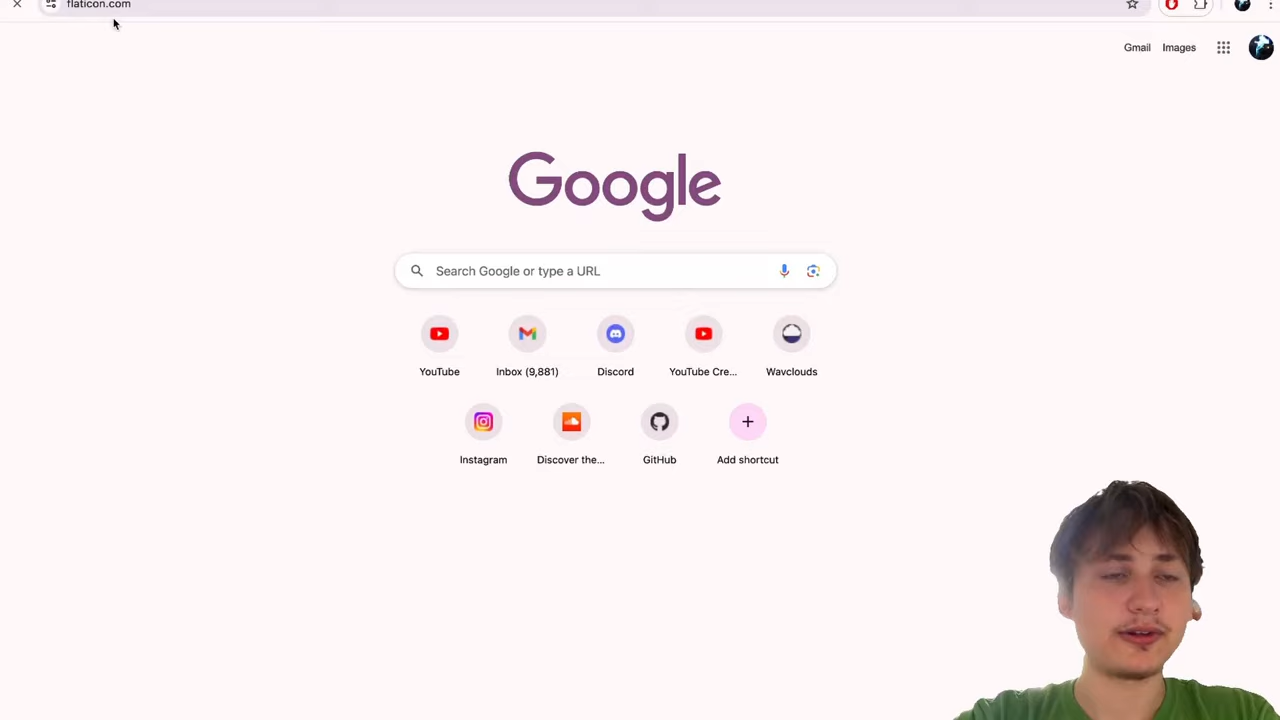 flaticon.com
Gmail Images
Google
Search Google or type a URL
YouTube
Inbox (9,881)
Discord
YouTube Cre...
Wavclouds
Instagram
Discover the...
GitHub
Add shortcut